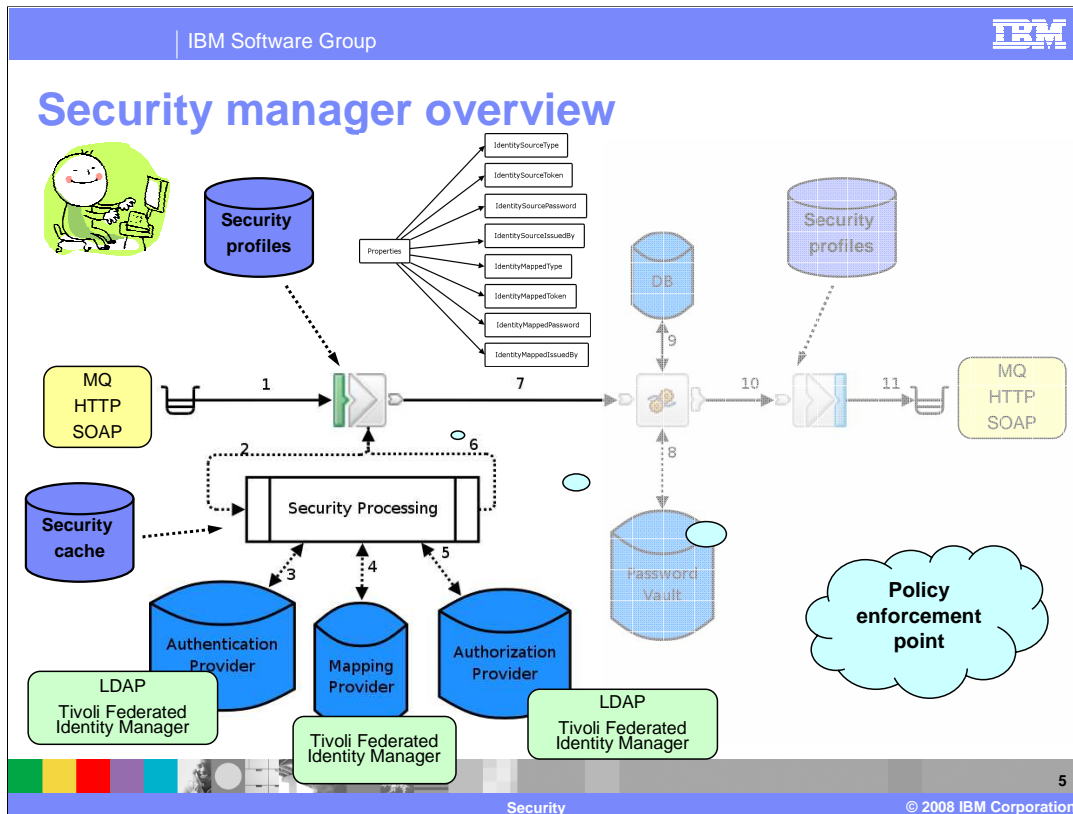 IBM Software Group
IBM
Security manager overview
IdentitySourceType
IdentitySourceToken
IdentitySourcePassword
IdentitySourceIssuedBy
Properties
IdentityMappedType
IdentityMappedToken
IdentityMappedPassword
IdentityMappedIssuedBy
Security
profiles
DB
Security
profiles
9
MQ
HTTP
SOAP
1
7
10
11
MQ
HTTP
SOAP
2
6
8
Security Processing
Security
cache
3
4
5
Password
Vault
Authentication
Provider
Mapping
Provider
Authorization
Provider
Policy
enforcement
point
LDAP
Tivoli Federated
Identity Manager
Tivoli Federated
Identity Manager
LDAP
Tivoli Federated
Identity Manager
5
Security
© 2008 IBM Corporation